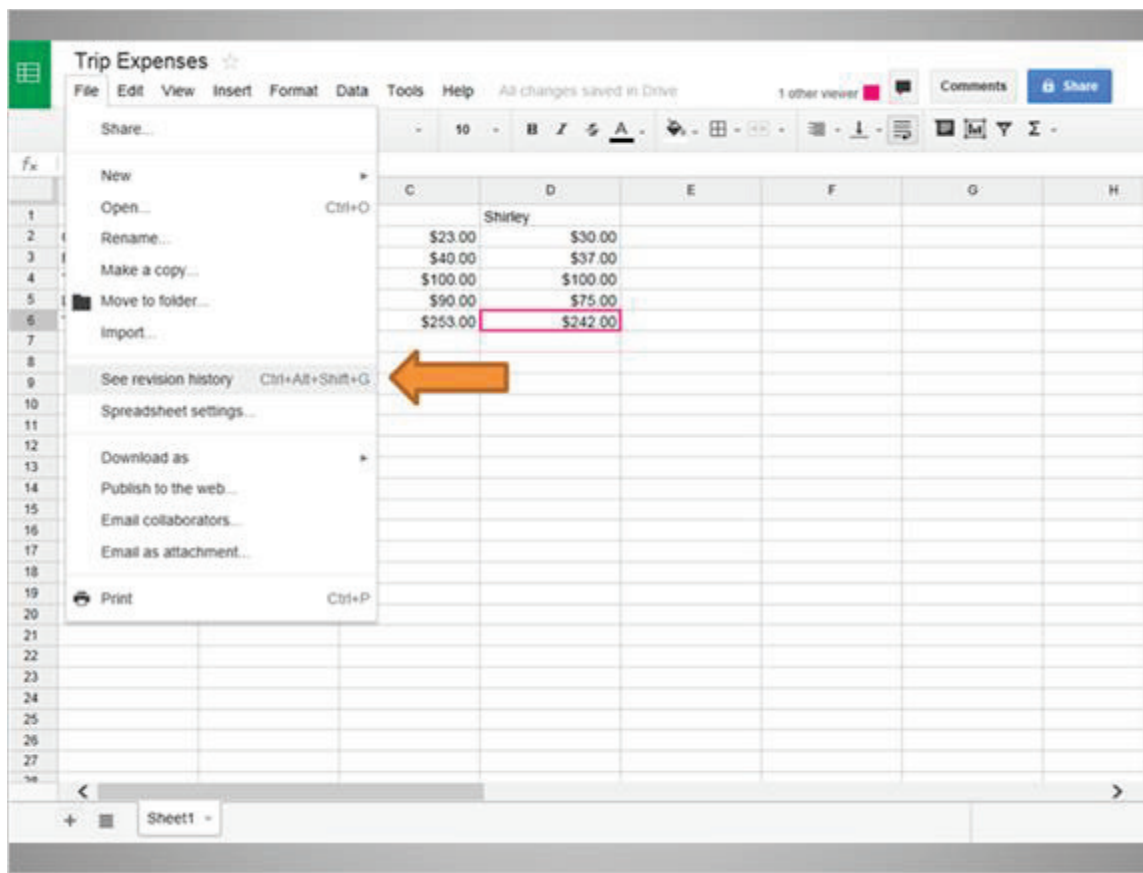 Trip Expenses
File Edit View Insert Format Data Tools Help All changes saved in Drive 1 other viewer Comments Share
Share...
10 B I S A Σ
fx
New
C D E F G H
Open... Ctrl+O
1 Shirley
Rename...
2 $23.00 $30.00
3 $40.00 $37.00
Make a copy...
4 $100.00 $100.00
Move to folder...
5 $90.00 $75.00
6 $253.00 $242.00
Import...
7
8
See revision history Ctrl+Alt+Shift+G
9
10
Spreadsheet settings...
11
12
Download as
13
14
Publish to the web...
15
Email collaborators...
16
17
Email as attachment...
18
19
Print Ctrl+P
20
21
22
23
24
25
26
27
Sheet1